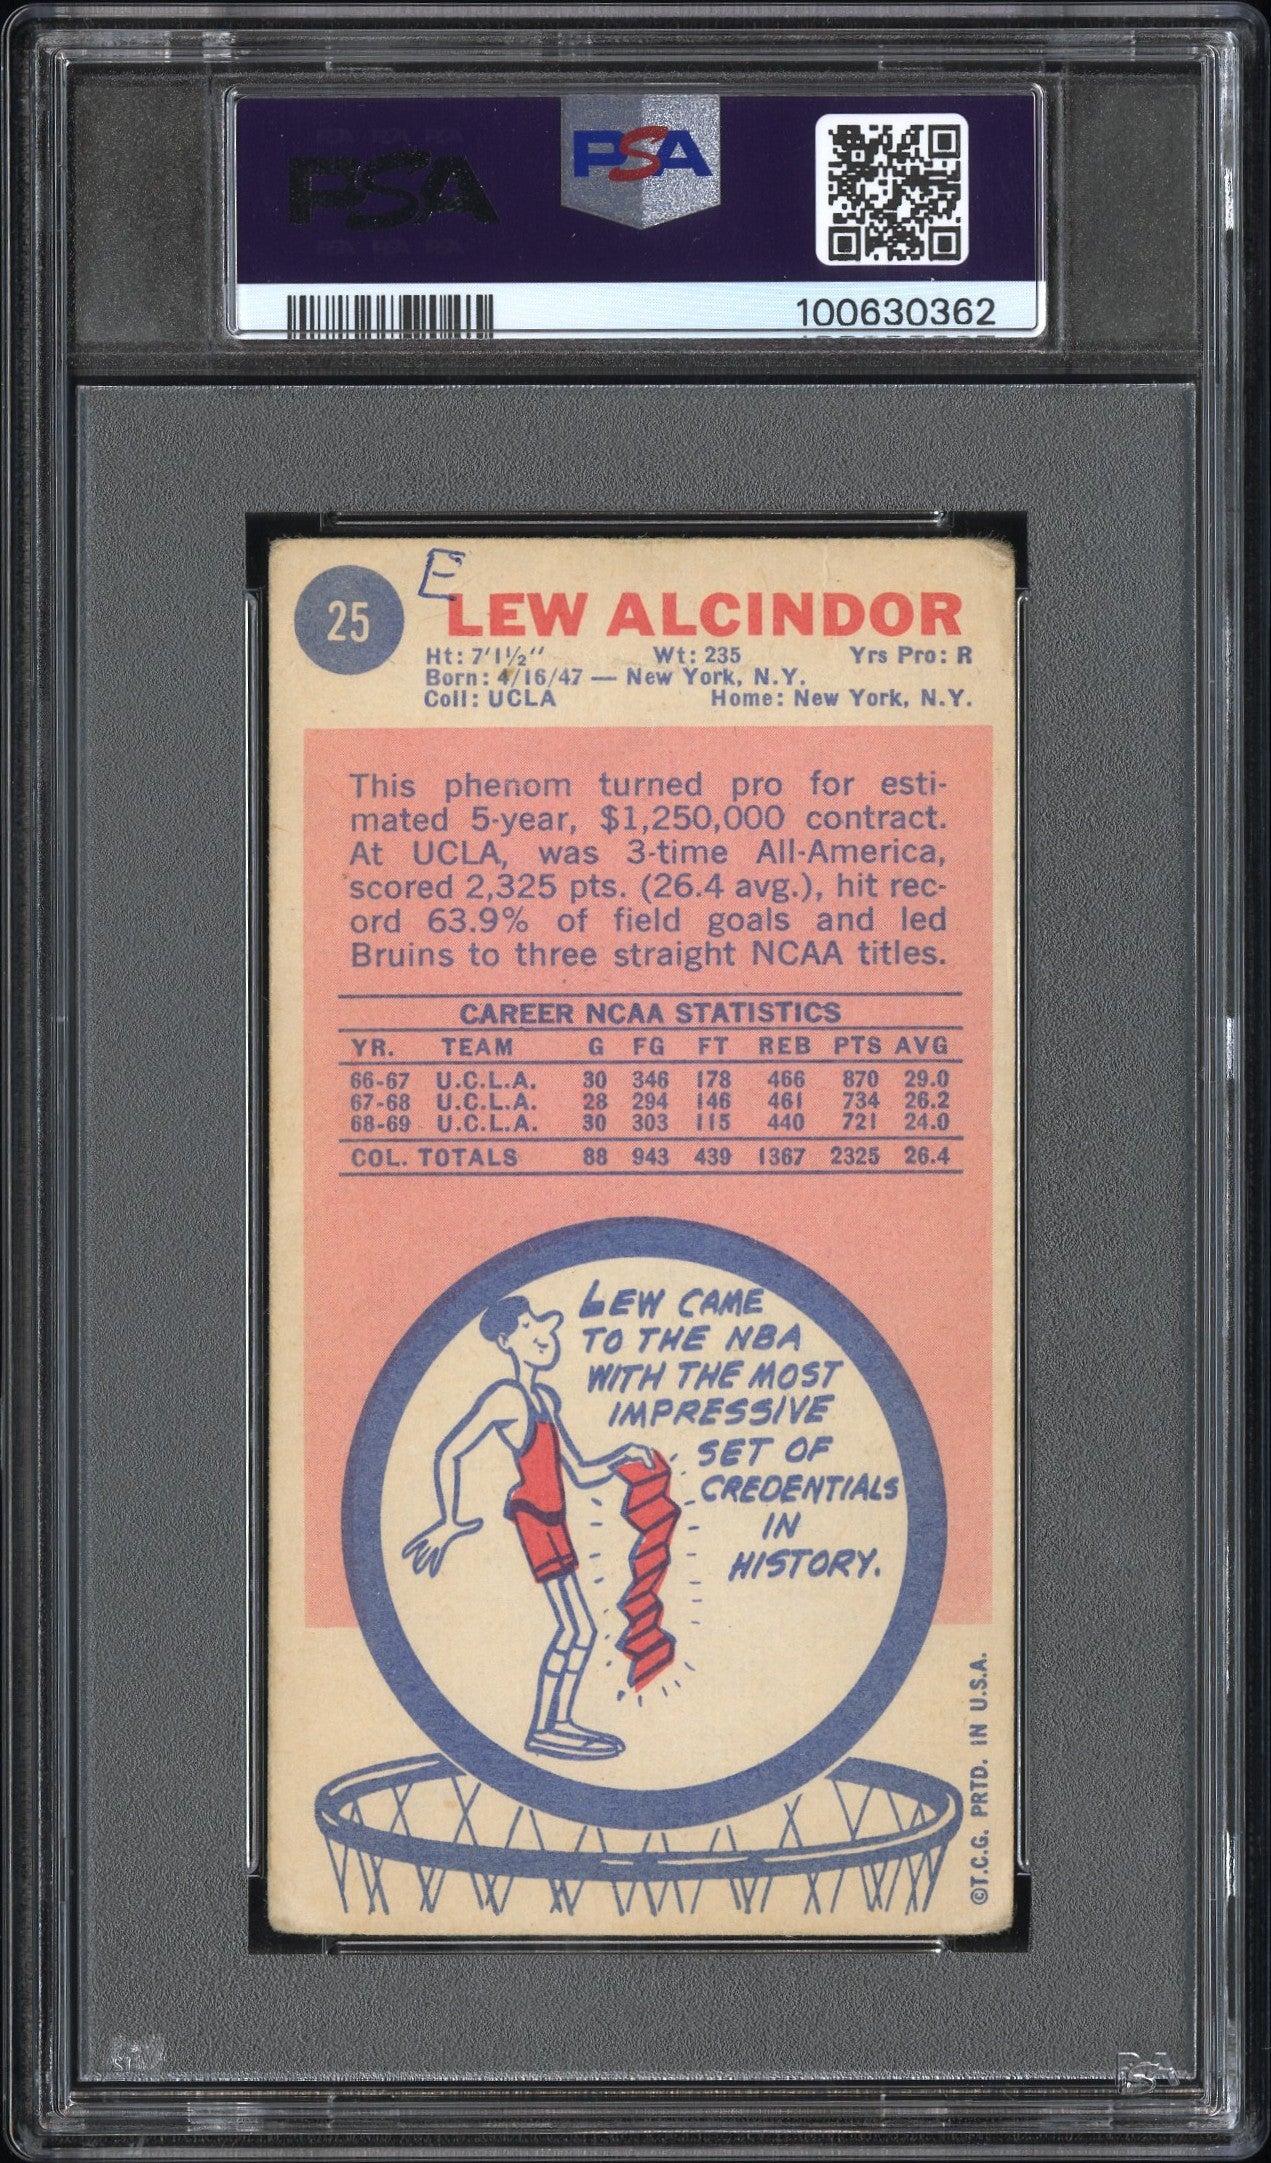 PSA
PSA
100630362
E
25
LEW ALCINDOR
Ht: 7'1½" Wt: 235 Yrs Pro: R
Born: 4/16/47 — New York, N.Y.
Coll: UCLA Home: New York, N.Y.
This phenom turned pro for esti-
mated 5-year, $1,250,000 contract.
At UCLA, was 3-time All-America,
scored 2,325 pts. (26.4 avg.), hit rec-
ord 63.9% of field goals and led
Bruins to three straight NCAA titles.
CAREER NCAA STATISTICS
YR. TEAM G FG FT REB PTS AVG
66-67 U.C.L.A. 30 346 178 466 870 29.0
67-68 U.C.L.A. 28 294 146 461 734 26.2
68-69 U.C.L.A. 30 303 115 440 721 24.0
COL. TOTALS 88 943 439 1367 2325 26.4
LEW CAME
TO THE NBA
WITH THE MOST
IMPRESSIVE
SET OF
CREDENTIALS
IN
HISTORY.
©T.C.G. PRTD. IN U.S.A.
PSA